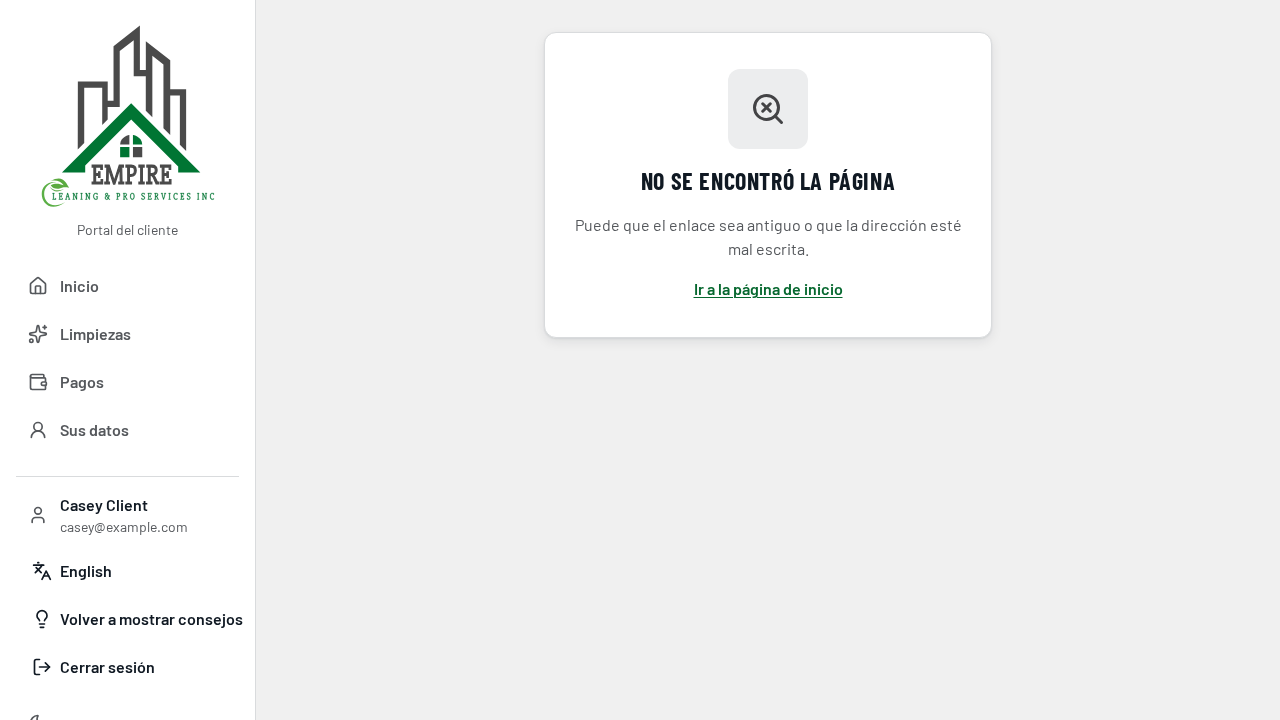 EMPIRE
CLEANING & PRO SERVICES INC
Portal del cliente
Inicio
Limpiezas
Pagos
Sus datos
Casey Client
casey@example.com
English
Volver a mostrar consejos
Cerrar sesión
NO SE ENCONTRÓ LA PÁGINA
Puede que el enlace sea antiguo o que la dirección esté
mal escrita.
Ir a la página de inicio